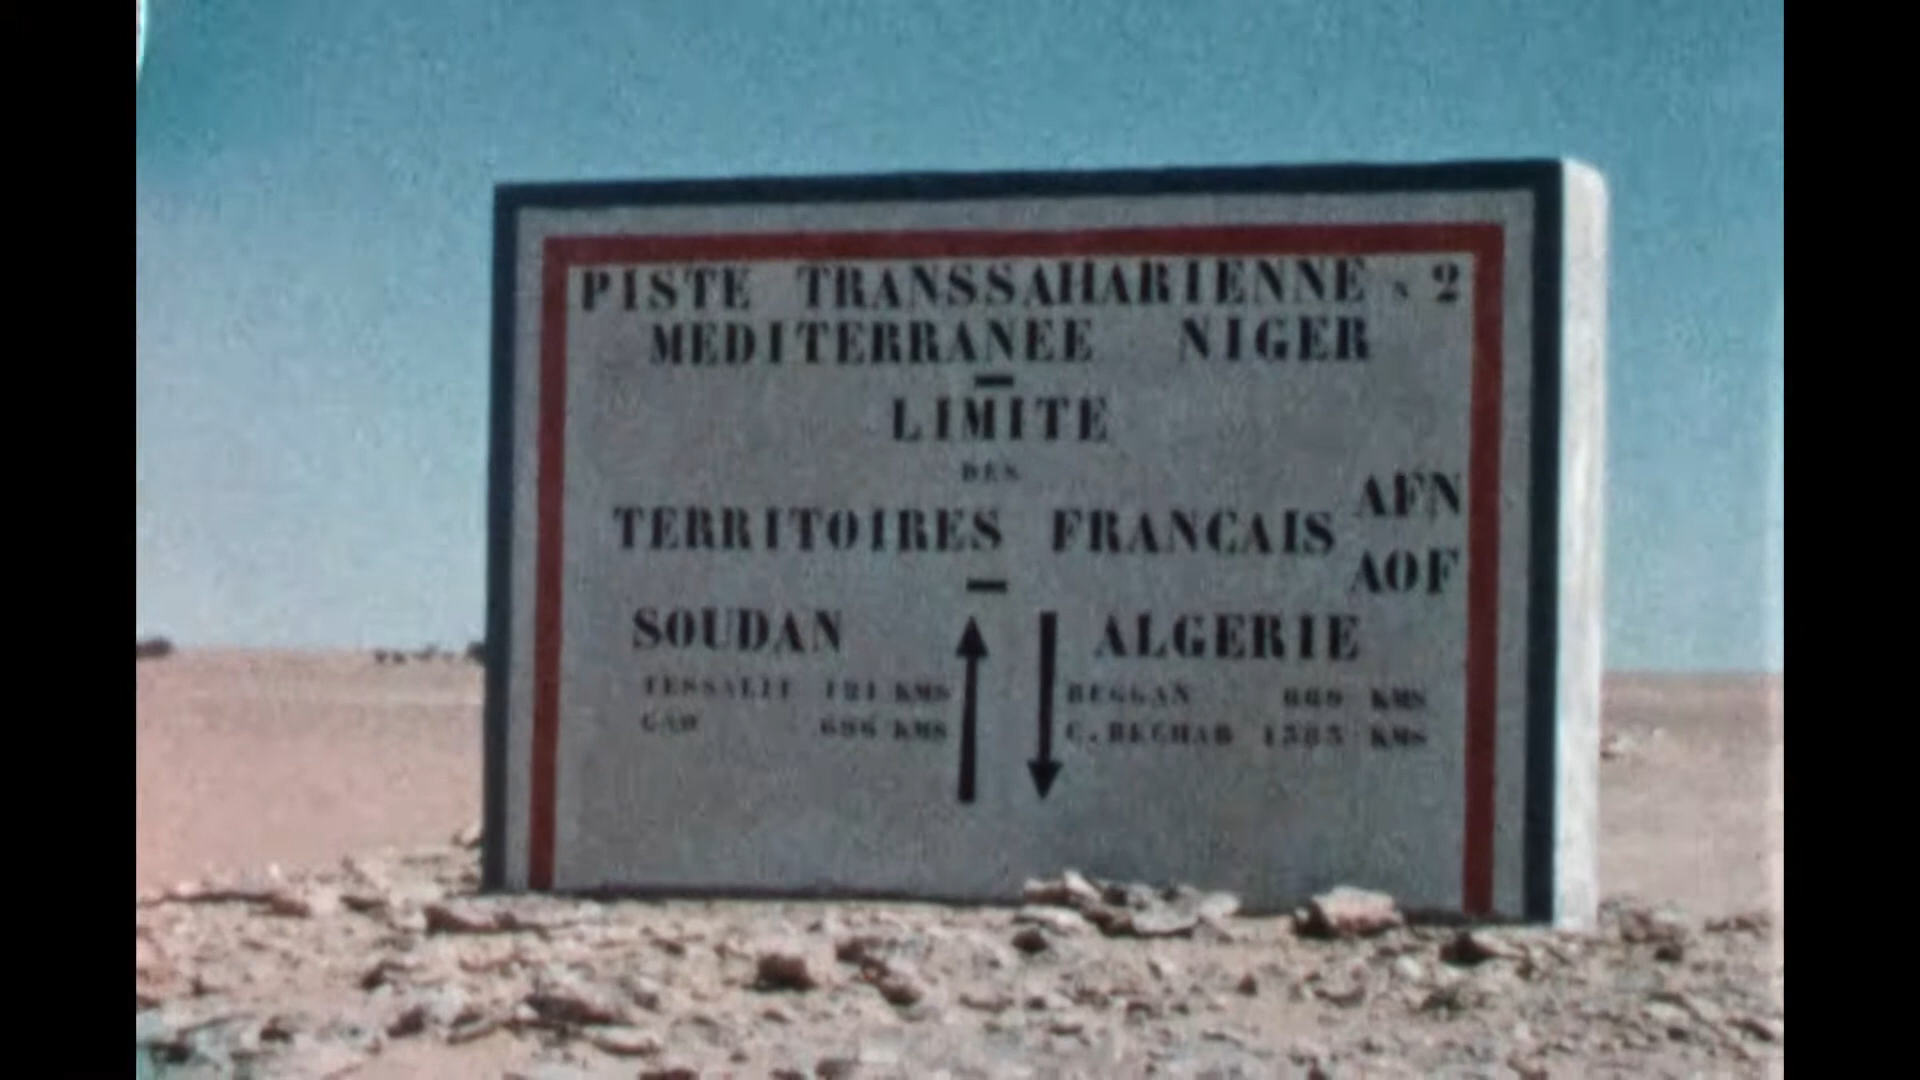 PISTE TRANSSAHARIENNE 2
MEDITERRANEE NIGER
LIMITE
DES
TERRITOIRES FRANCAIS AFN AOF
SOUDAN ALGERIE
TESSALIT KMS REGGAN KMS
GAO KMS C. BECHAR KMS